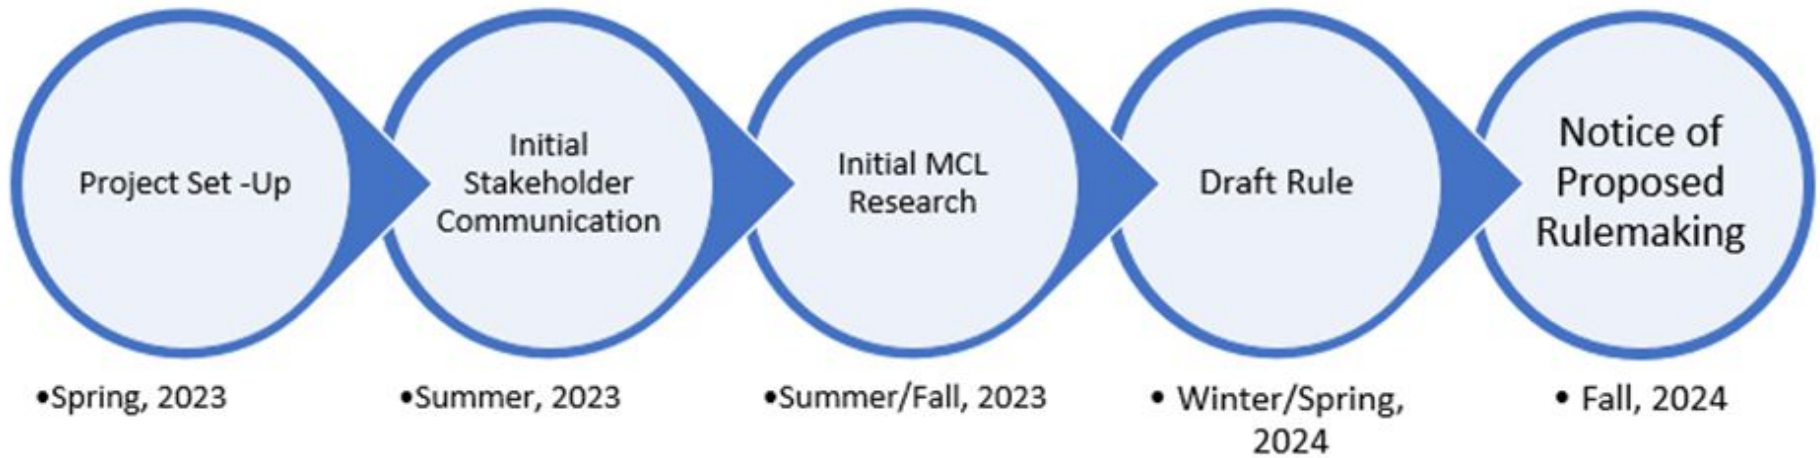 Project Set -Up
Initial
Stakeholder
Communication
Initial MCL
Research
Draft Rule
Notice of
Proposed
Rulemaking
•Spring, 2023
•Summer, 2023
•Summer/Fall, 2023
• Winter/Spring,
2024
• Fall, 2024